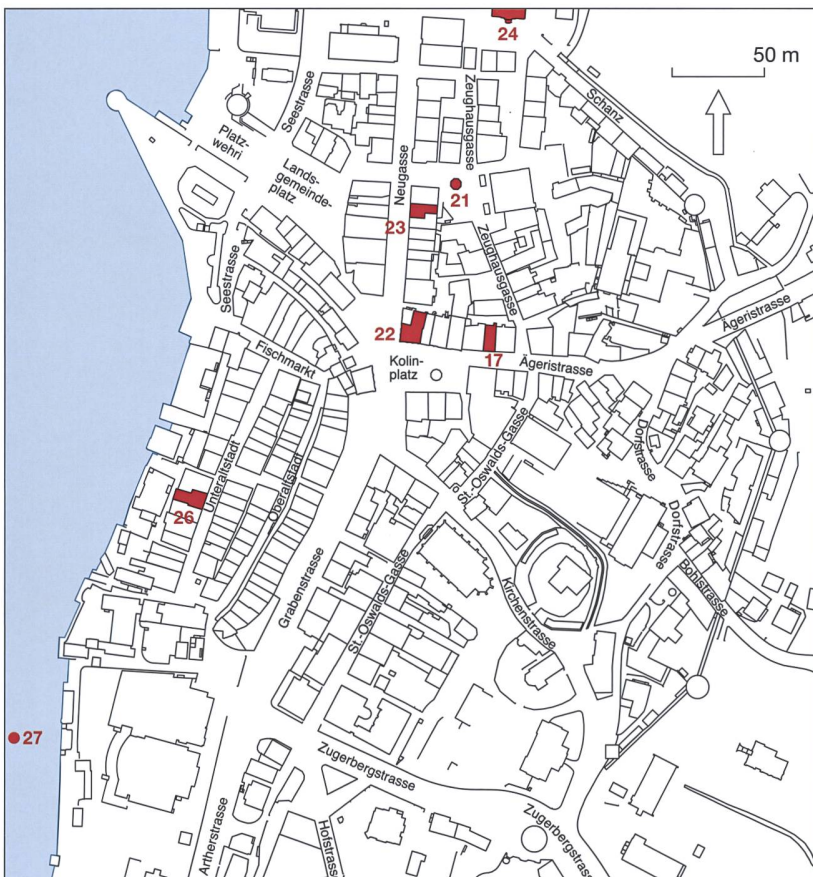 24
50 m
Seestrasse
Zeughausgasse
Schanz
Platz-
wehri
Lands-
gemeinde-
platz
Neugasse
21
23
Zeughausgasse
Seestrasse
Ägeristrasse
22
Kolin-
platz
17
Ägeristrasse
Fischmarkt
St.-Oswalds-Gasse
Dorfstrasse
Unteraltstadt
Oberaltstadt
26
Dorfstrasse
Bohlstrasse
Grabenstrasse
St.-Oswalds-Gasse
Kirchenstrasse
27
Zugerbergstrasse
Artherstrasse
Hofstrasse
Zugerbergstrasse